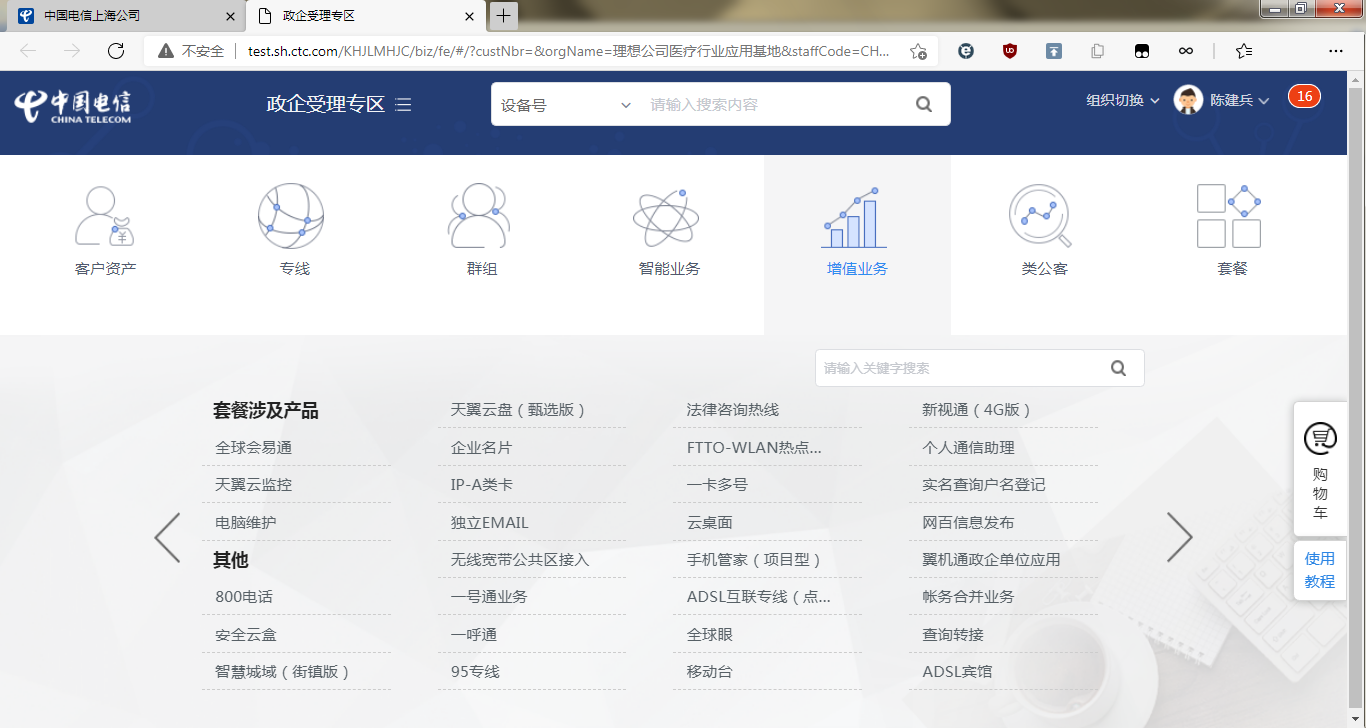 中国电信上海公司
政企受理专区
不安全
test.sh.ctc.com/KHJLMHJC/biz/fe/#/?custNbr=&orgName=理想公司医疗行业应用基地&staffCode=CH...
中国电信
CHINA TELECOM
政企受理专区
设备号
请输入搜索内容
组织切换
陈建兵
16
客户资产
专线
群组
智能业务
增值业务
类公客
套餐
请输入关键字搜索
套餐涉及产品
天翼云盘（甄选版）
法律咨询热线
新视通（4G版）
全球会易通
企业名片
FTTO-WLAN热点...
个人通信助理
天翼云监控
IP-A类卡
一卡多号
实名查询户名登记
电脑维护
独立EMAIL
云桌面
网百信息发布
其他
无线宽带公共区接入
手机管家（项目型）
翼机通政企单位应用
800电话
一号通业务
ADSL互联专线（点...
帐务合并业务
安全云盒
一呼通
全球眼
查询转接
智慧城域（街镇版）
95专线
移动台
ADSL宾馆
购
物
车
使用
教程